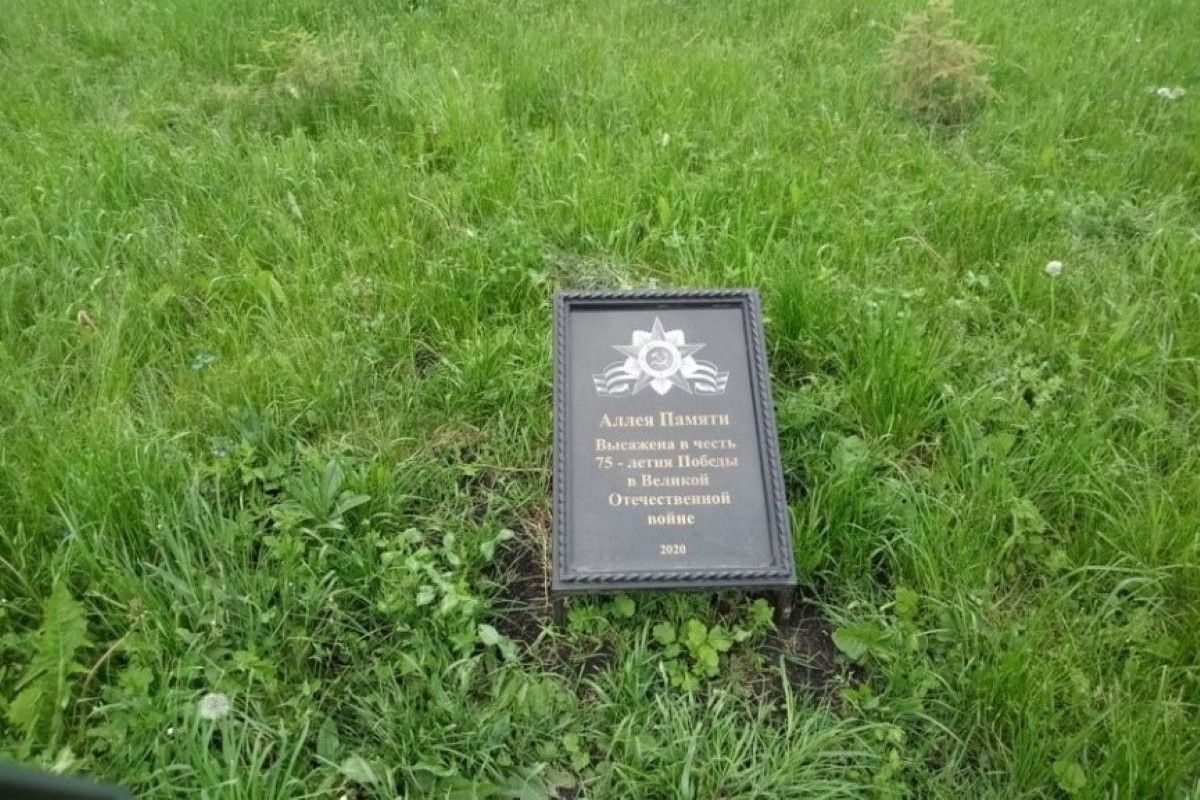 Аллея Памяти
Высажена в честь
75 - летия Победы
в Великой
Отечественной
войне
2020